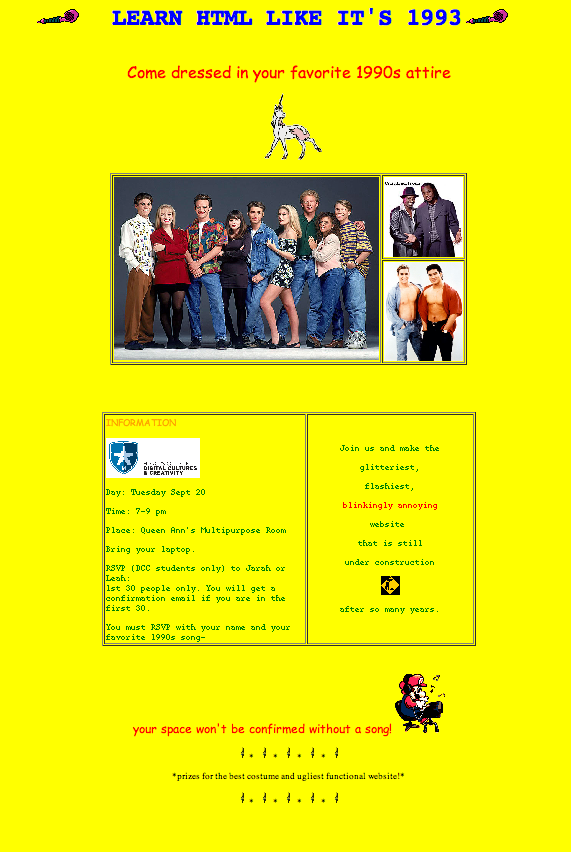 LEARN HTML LIKE IT'S 1993
Come dressed in your favorite 1990s attire
INFORMATION
DIGITAL CULTURES
& CREATIVITY
Day: Tuesday Sept 20
Time: 7-9 pm
Place: Queen Ann's Multipurpose Room
Bring your laptop.
RSVP (DCC students only) to Jarah or
Leah:
1st 30 people only. You will get a
confirmation email if you are in the
first 30.
You must RSVP with your name and your
favorite 1990s song-
Join us and make the
glitteriest,
flashiest,
blinkingly annoying
website
that is still
under construction
after so many years.
your space won't be confirmed without a song!
*prizes for the best costume and ugliest functional website!*